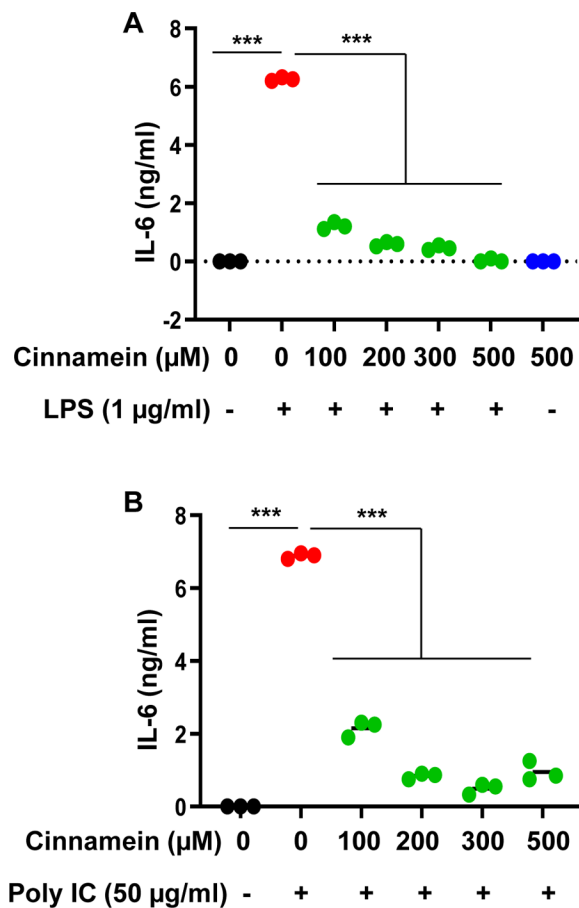 A
*** ***
8
6
4
2
0
-2
IL-6 (ng/ml)
Cinnamein (µM) 0 0 100 200 300 500 500
LPS (1 µg/ml) - + + + + + -
B
*** ***
8
6
4
2
0
IL-6 (ng/ml)
Cinnamein (µM) 0 0 100 200 300 500
Poly IC (50 µg/ml) - + + + + +